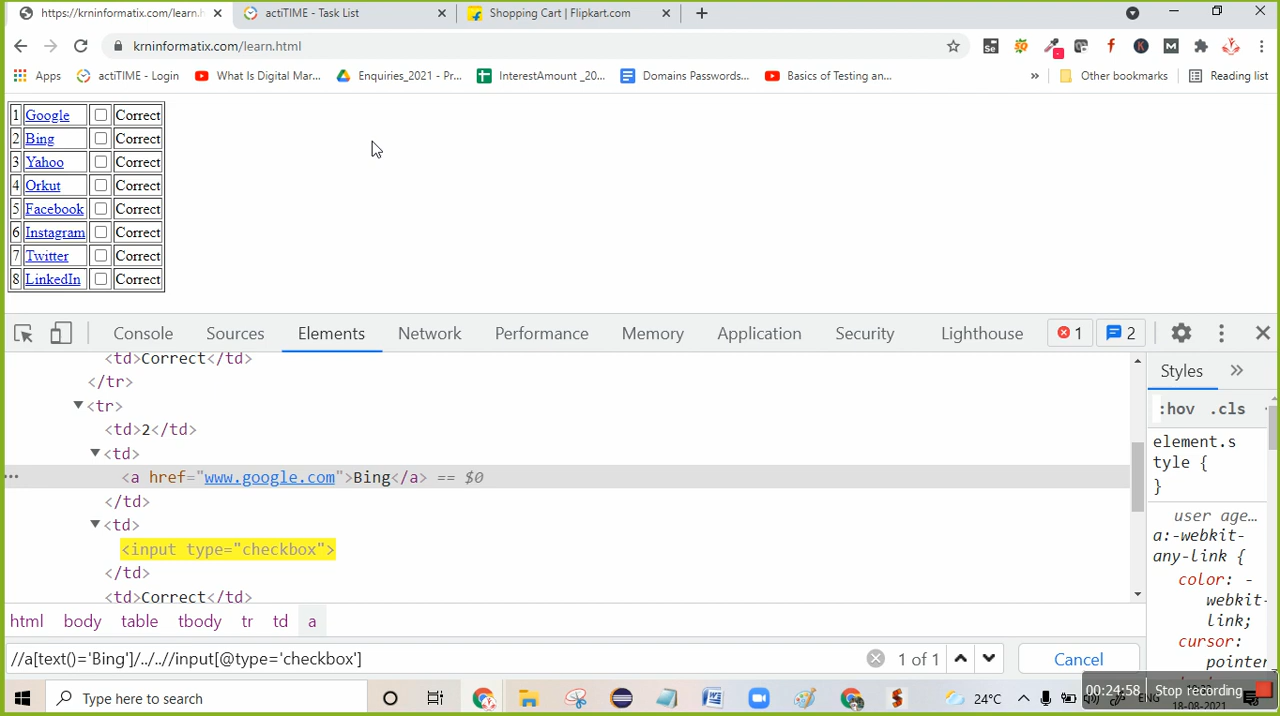 https://krninformatix.com/learn.h
actiTIME - Task List
Shopping Cart | Flipkart.com
krninformatix.com/learn.html
Apps
actiTIME - Login
What Is Digital Mar...
Enquiries_2021 - Pr...
InterestAmount _20...
Domains Passwords...
Basics of Testing an...
»
Other bookmarks
Reading list
1 Google Correct
2 Bing Correct
3 Yahoo Correct
4 Orkut Correct
5 Facebook Correct
6 Instagram Correct
7 Twitter Correct
8 LinkedIn Correct
Console Sources Elements Network Performance Memory Application Security Lighthouse 1 2
<td>Correct</td>
</tr>
<tr>
<td>2</td>
<td>
<a href="www.google.com">Bing</a> == $0
</td>
<td>
<input type="checkbox">
</td>
<td>Correct</td>
html body table tbody tr td a
//a[text()='Bing']/../..//input[@type='checkbox']
1 of 1
Cancel
Styles »
:hov .cls
element.s
tyle {
}
user age…
a:-webkit-
any-link {
color: -
webkit-
link;
cursor:
pointer
Type here to search
24°C
ENG
18-08-2021
00:24:58 Stop recording